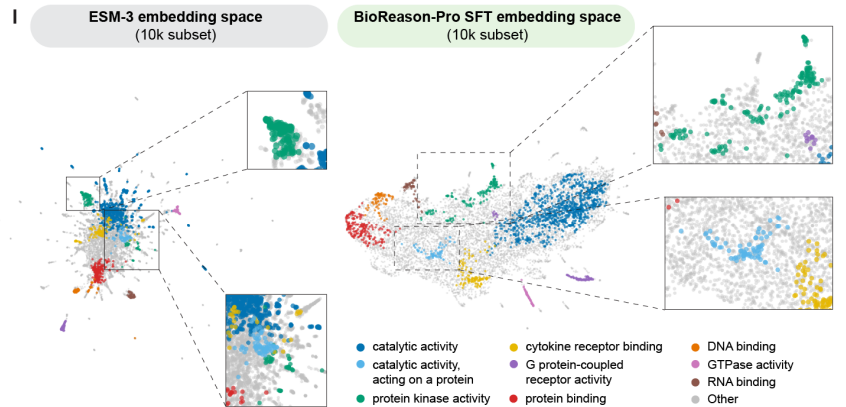 l
ESM-3 embedding space
(10k subset)
BioReason-Pro SFT embedding space
(10k subset)
catalytic activity
catalytic activity,
acting on a protein
protein kinase activity
cytokine receptor binding
G protein-coupled
receptor activity
protein binding
DNA binding
GTPase activity
RNA binding
Other